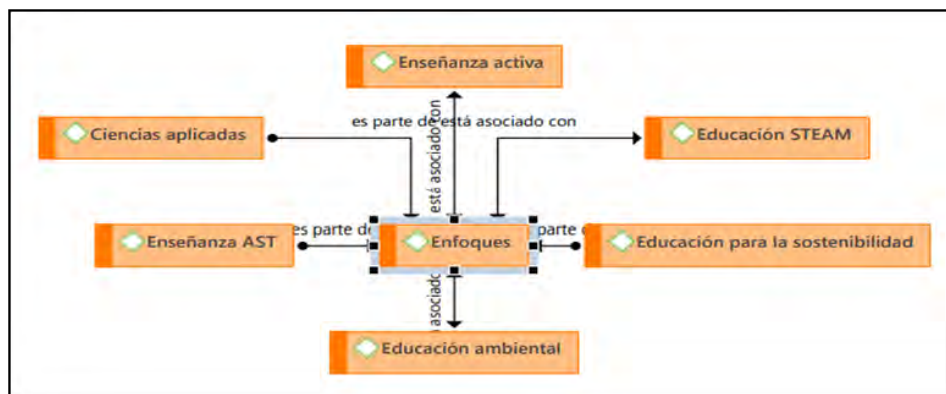 Enseñanza activa
está asociado con
es parte de
está asociado con
Ciencias aplicadas
Educación STEAM
Enseñanza AST
es parte de
Enfoques
parte
Educación para la sostenibilidad
asociado
Educación ambiental